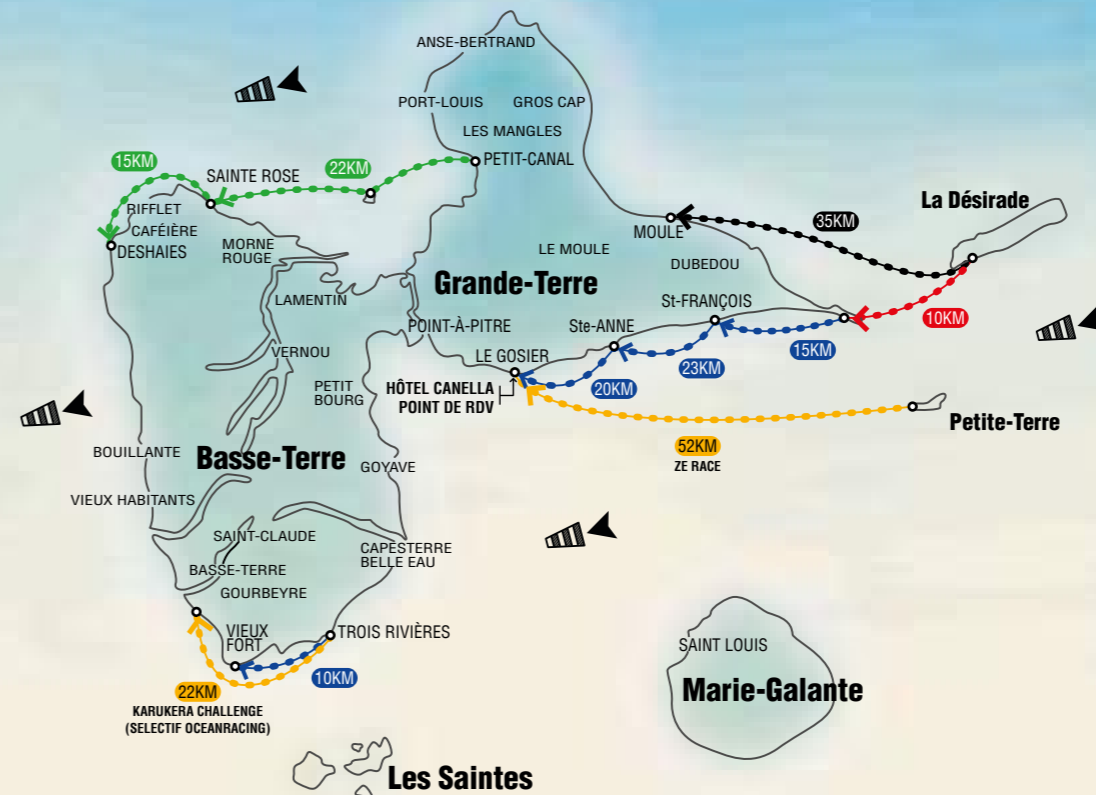 ANSE-BERTRAND
PORT-LOUIS
GROS CAP
LES MANGLES
PETIT-CANAL
15KM
22KM
SAINTE ROSE
RIFFLET
CAFÉIÈRE
DESHAIES
MORNE
ROUGE
LAMENTIN
La Désirade
35KM
MOULE
LE MOULE
DUBEDOU
Grande-Terre
St-FRANÇOIS
10KM
POINT-À-PITRE
Ste-ANNE
15KM
LE GOSIER
23KM
20KM
HÔTEL CANELLA
POINT DE RDV
VERNOU
PETIT
BOURG
Petite-Terre
52KM
ZE RACE
BOUILLANTE
Basse-Terre
GOYAVE
VIEUX HABITANTS
SAINT-CLAUDE
CAPESTERRE
BELLE EAU
BASSE-TERRE
GOURBEYRE
VIEUX
FORT
TROIS RIVIÈRES
10KM
22KM
KARUKERA CHALLENGE
(SELECTIF OCEANRACING)
SAINT LOUIS
Marie-Galante
Les Saintes